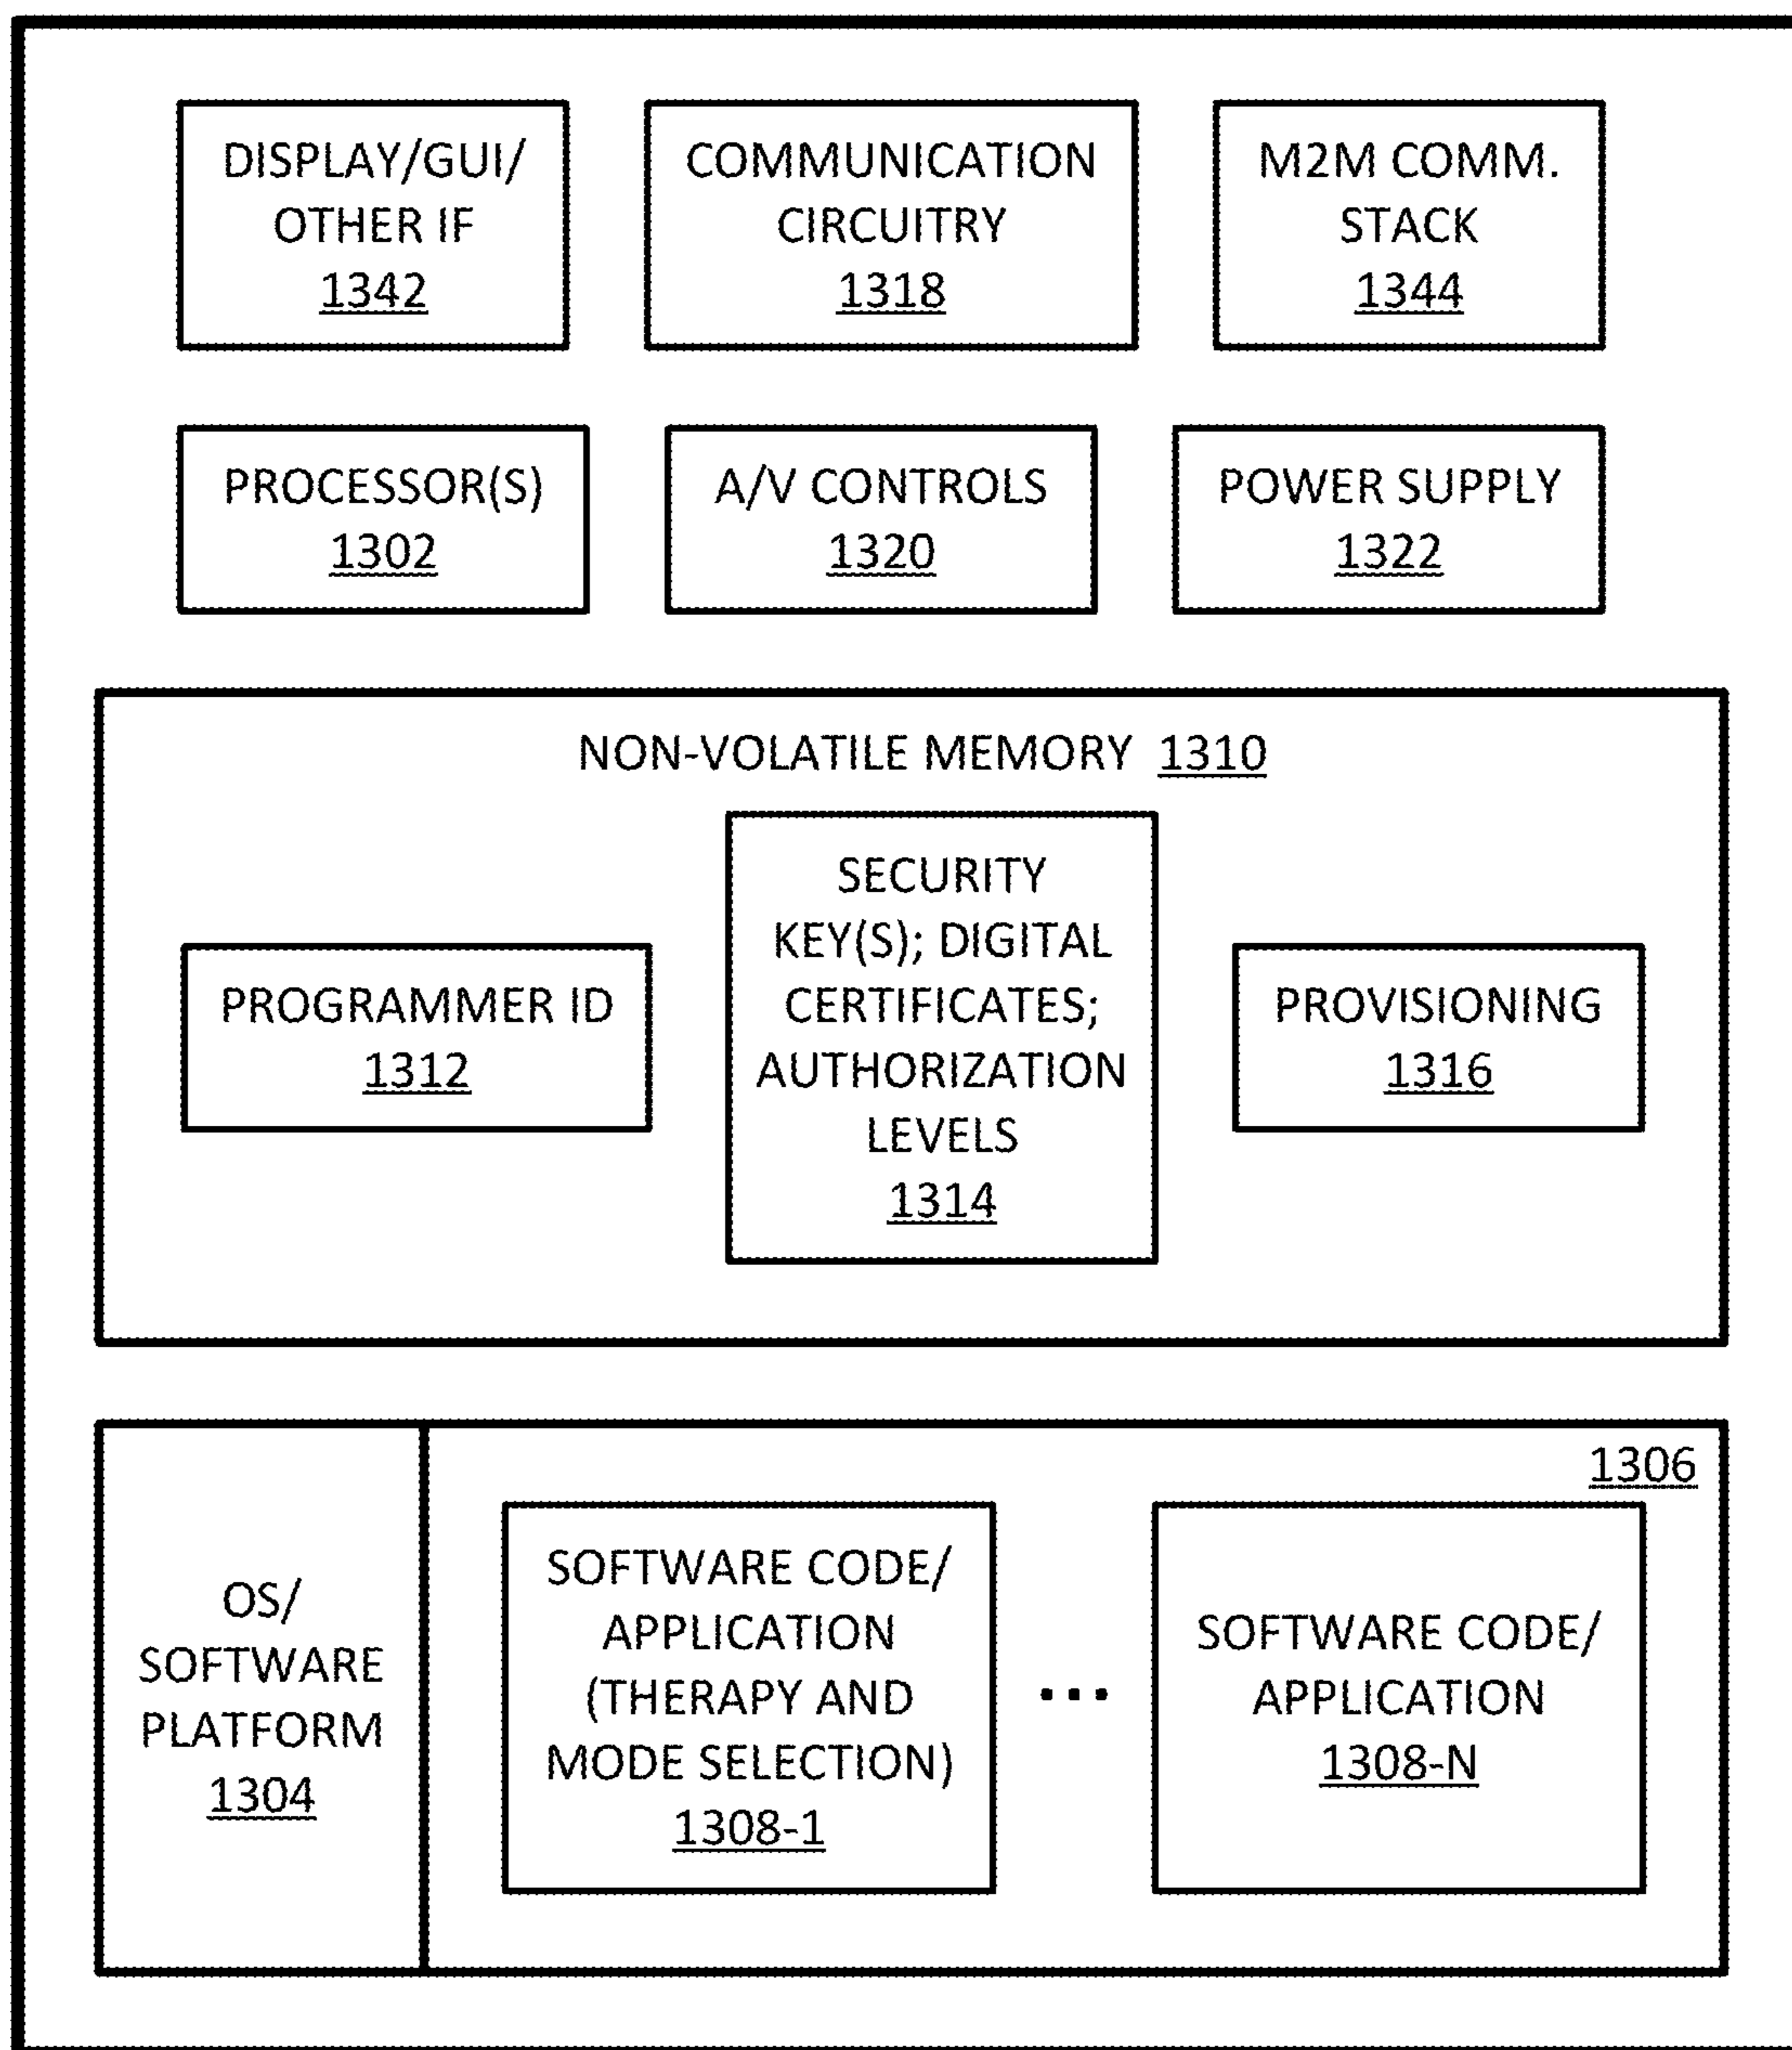 DISPLAY/GUI/
OTHER IF
1342
COMMUNICATION
CIRCUITRY
1318
M2M COMM.
STACK
1344
PROCESSOR(S)
1302
A/V CONTROLS
1320
POWER SUPPLY
1322
NON-VOLATILE MEMORY 1310
PROGRAMMER ID
1312
SECURITY
KEY(S); DIGITAL
CERTIFICATES;
AUTHORIZATION
LEVELS
1314
PROVISIONING
1316
OS/
SOFTWARE
PLATFORM
1304
1306
SOFTWARE CODE/
APPLICATION
(THERAPY AND
MODE SELECTION)
1308-1
...
SOFTWARE CODE/
APPLICATION
1308-N